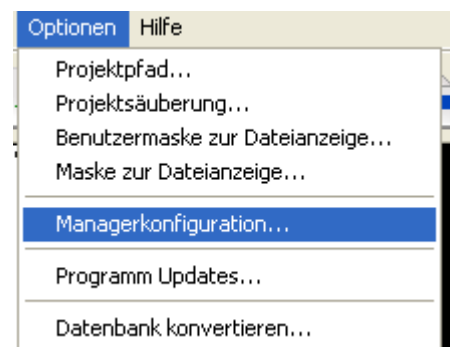 Optionen Hilfe
Projektpfad...
Projektsäuberung...
Benutzermaske zur Dateianzeige...
Maske zur Dateianzeige...
Managerkonfiguration...
Programm Updates...
Datenbank konvertieren...